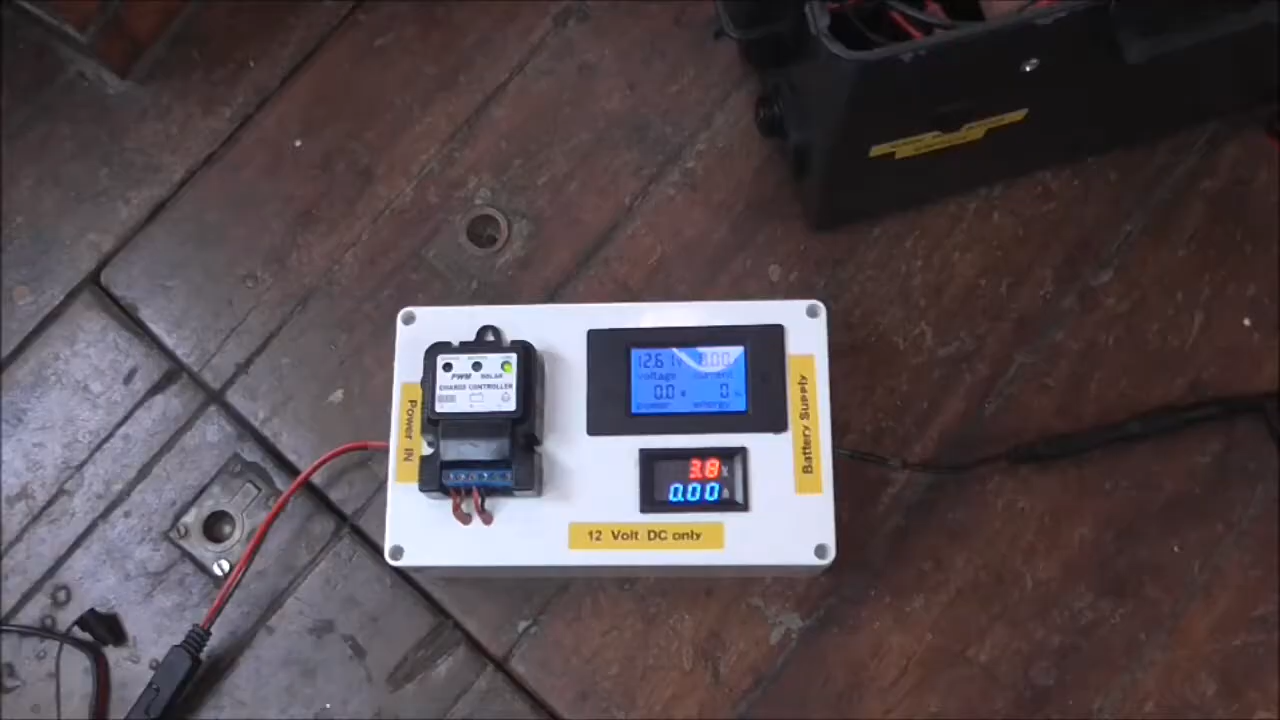 PWM SOLAR
CHARGE CONTROLLER
Power IN
12.61V
voltage current
0.0 0
power energy
3.8 V
0.00 A
Battery Supply
12 Volt DC only